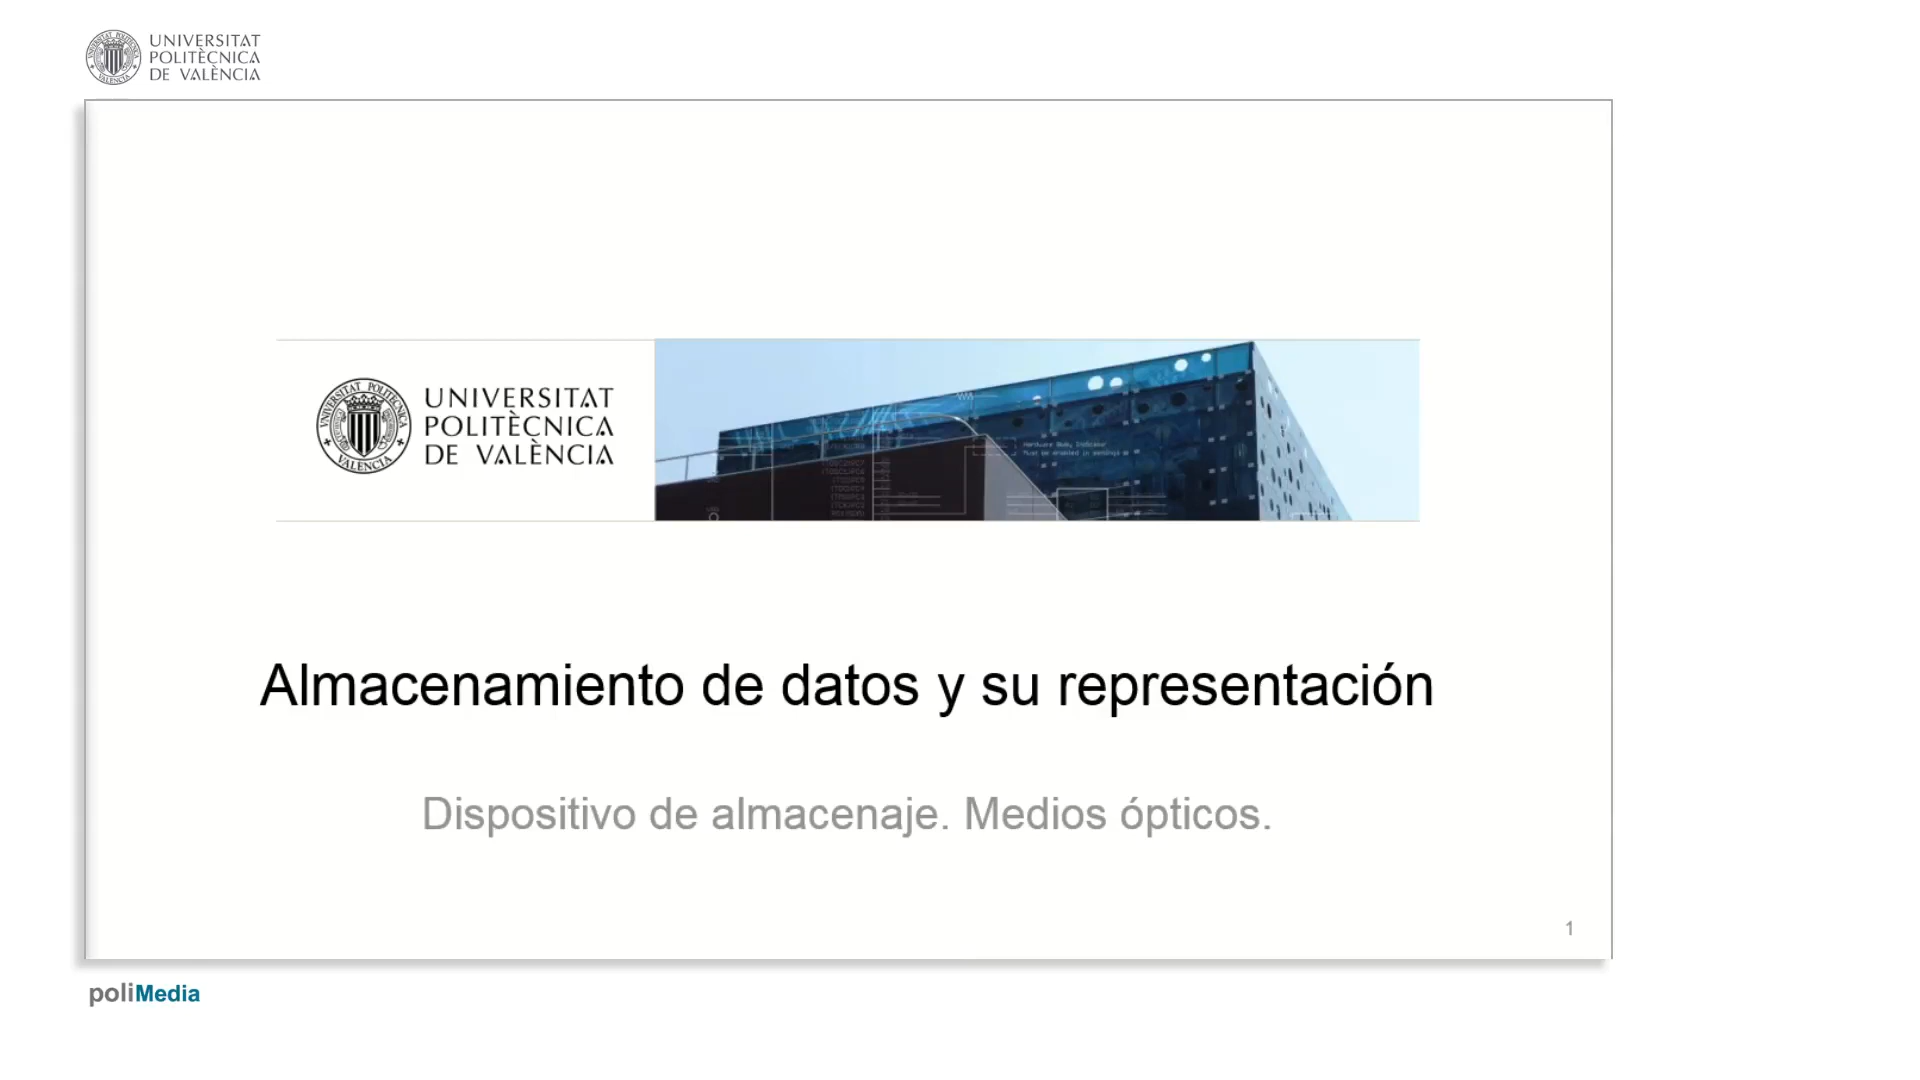 UNIVERSITAT
POLITÈCNICA
DE VALÈNCIA
UNIVERSITAT
POLITÈCNICA
DE VALÈNCIA
Almacenamiento de datos y su representación
Dispositivo de almacenaje. Medios ópticos.
1
poliMedia